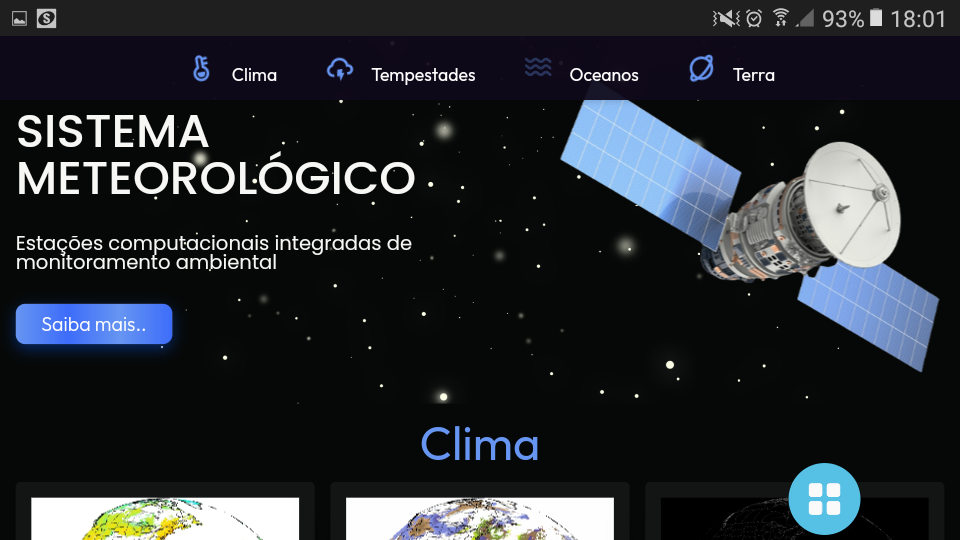 93% 18:01
Clima Tempestades Oceanos Terra
SISTEMA
METEOROLÓGICO
Estações computacionais integradas de
monitoramento ambiental
Saiba mais..
Clima